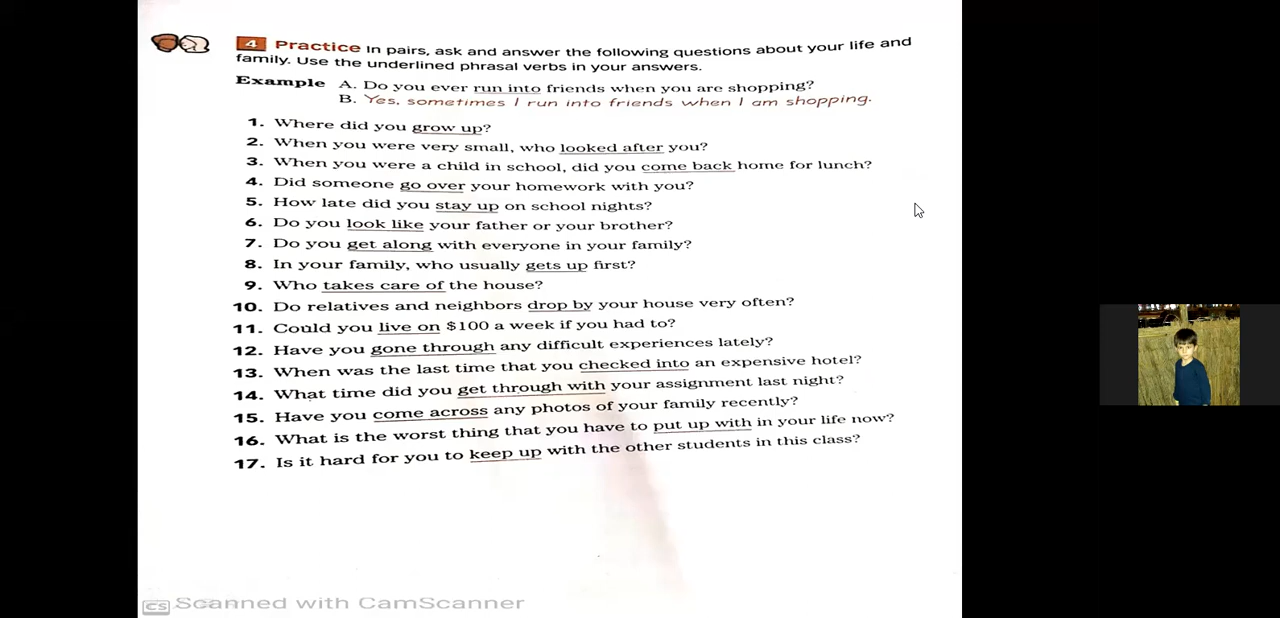 4 Practice In pairs, ask and answer the following questions about your life and
family. Use the underlined phrasal verbs in your answers.
Example A. Do you ever run into friends when you are shopping?
B. Yes, sometimes I run into friends when I am shopping.
1. Where did you grow up?
2. When you were very small, who looked after you?
3. When you were a child in school, did you come back home for lunch?
4. Did someone go over your homework with you?
5. How late did you stay up on school nights?
6. Do you look like your father or your brother?
7. Do you get along with everyone in your family?
8. In your family, who usually gets up first?
9. Who takes care of the house?
10. Do relatives and neighbors drop by your house very often?
11. Could you live on $100 a week if you had to?
12. Have you gone through any difficult experiences lately?
13. When was the last time that you checked into an expensive hotel?
14. What time did you get through with your assignment last night?
15. Have you come across any photos of your family recently?
16. What is the worst thing that you have to put up with in your life now?
17. Is it hard for you to keep up with the other students in this class?
CS Scanned with CamScanner